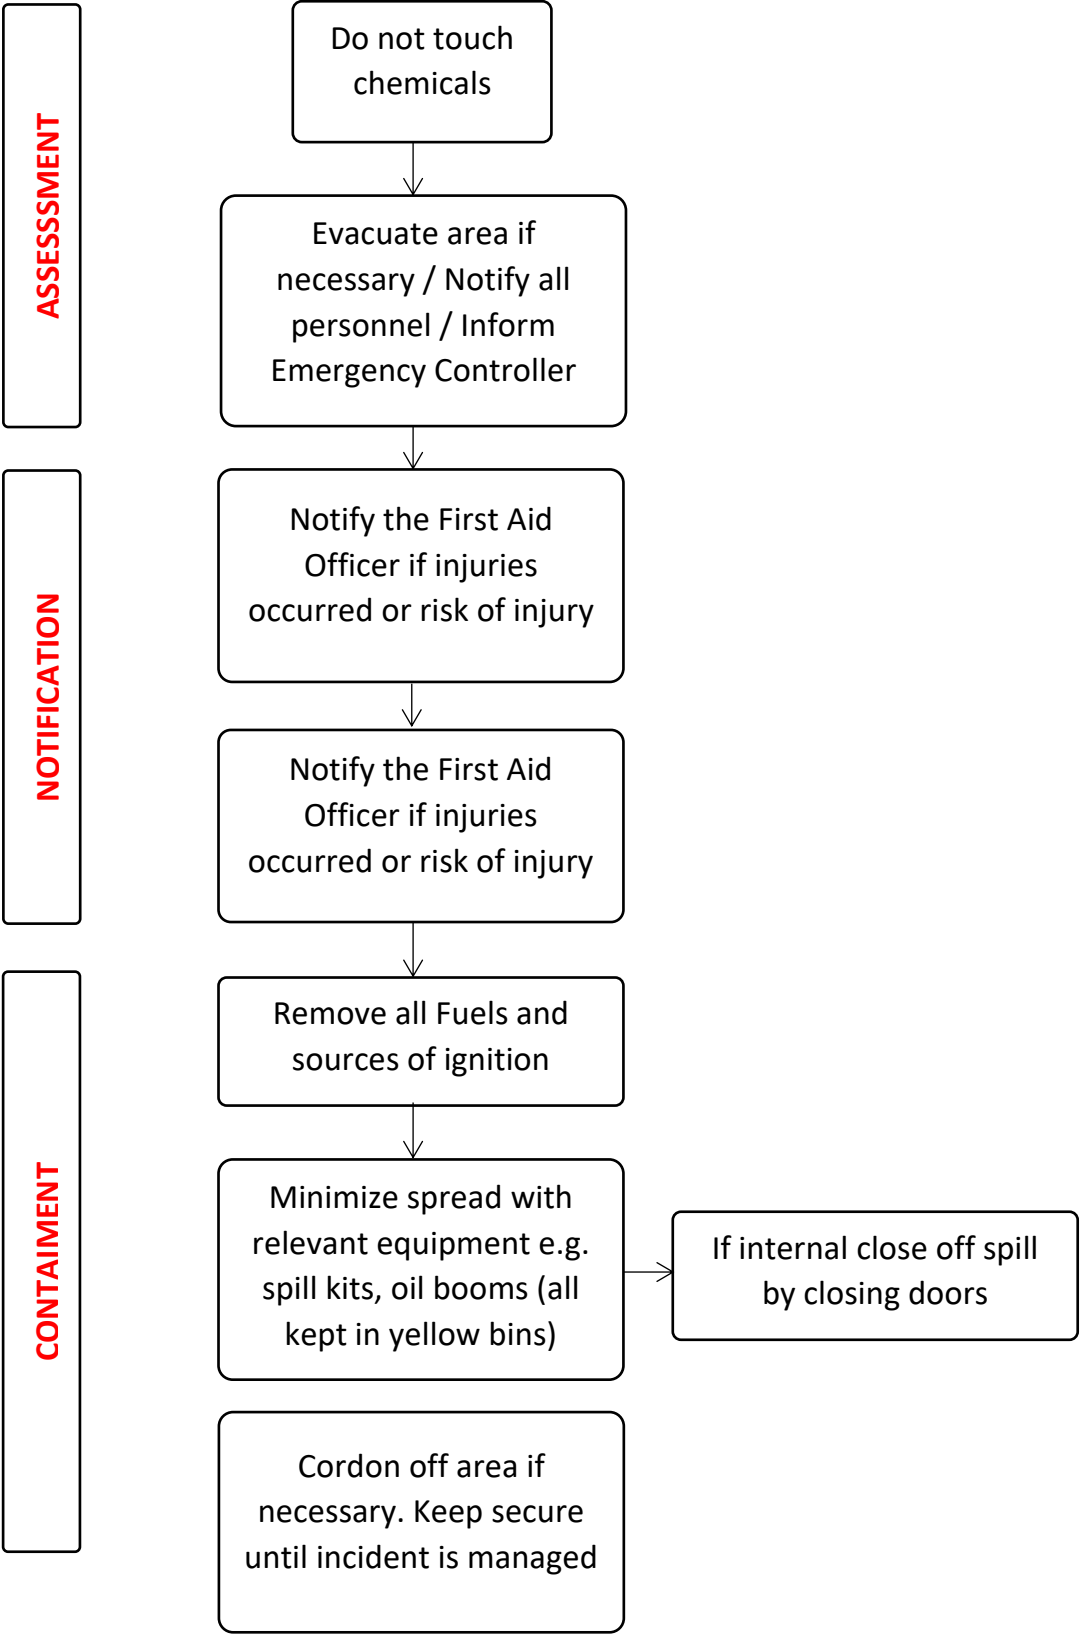 ASSESSSMENT
Do not touch
chemicals
Evacuate area if
necessary / Notify all
personnel / Inform
Emergency Controller
NOTIFICATION
Notify the First Aid
Officer if injuries
occurred or risk of injury
Notify the First Aid
Officer if injuries
occurred or risk of injury
CONTAIMENT
Remove all Fuels and
sources of ignition
Minimize spread with
relevant equipment e.g.
spill kits, oil booms (all
kept in yellow bins)
If internal close off spill
by closing doors
Cordon off area if
necessary. Keep secure
until incident is managed